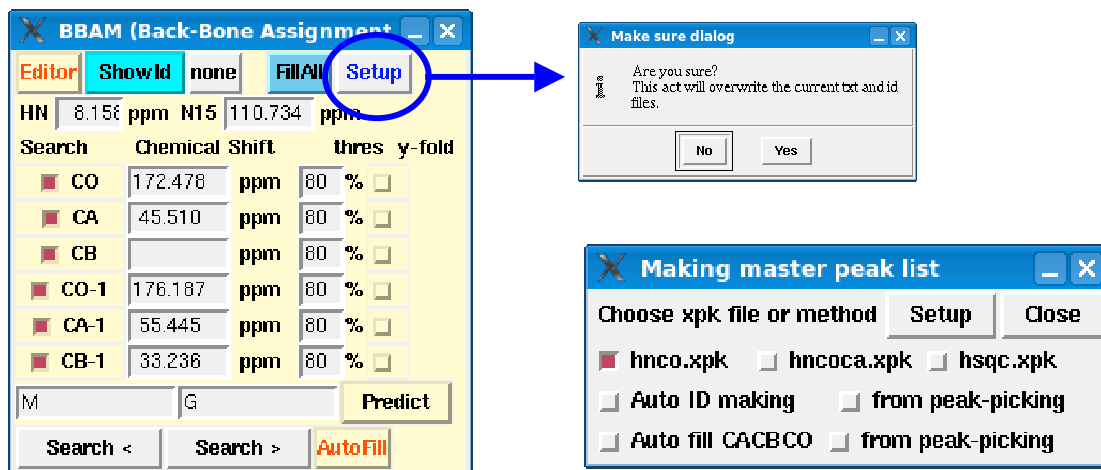 BBAM (Back-Bone Assignment
Editor ShowId none FillAll Setup
HN 8.158 ppm N15 110.734 ppm
Search Chemical Shift thres y-fold
CO 172.478 ppm 80 %
CA 45.510 ppm 80 %
CB ppm 80 %
CO-1 176.187 ppm 80 %
CA-1 55.445 ppm 80 %
CB-1 33.236 ppm 80 %
M G Predict
Search < Search > AutoFill
Make sure dialog
Are you sure?
This act will overwrite the current txt and id
files.
No Yes
Making master peak list
Choose xpk file or method Setup Close
hnco.xpk hncoca.xpk hsqc.xpk
Auto ID making from peak-picking
Auto fill CACBCO from peak-picking